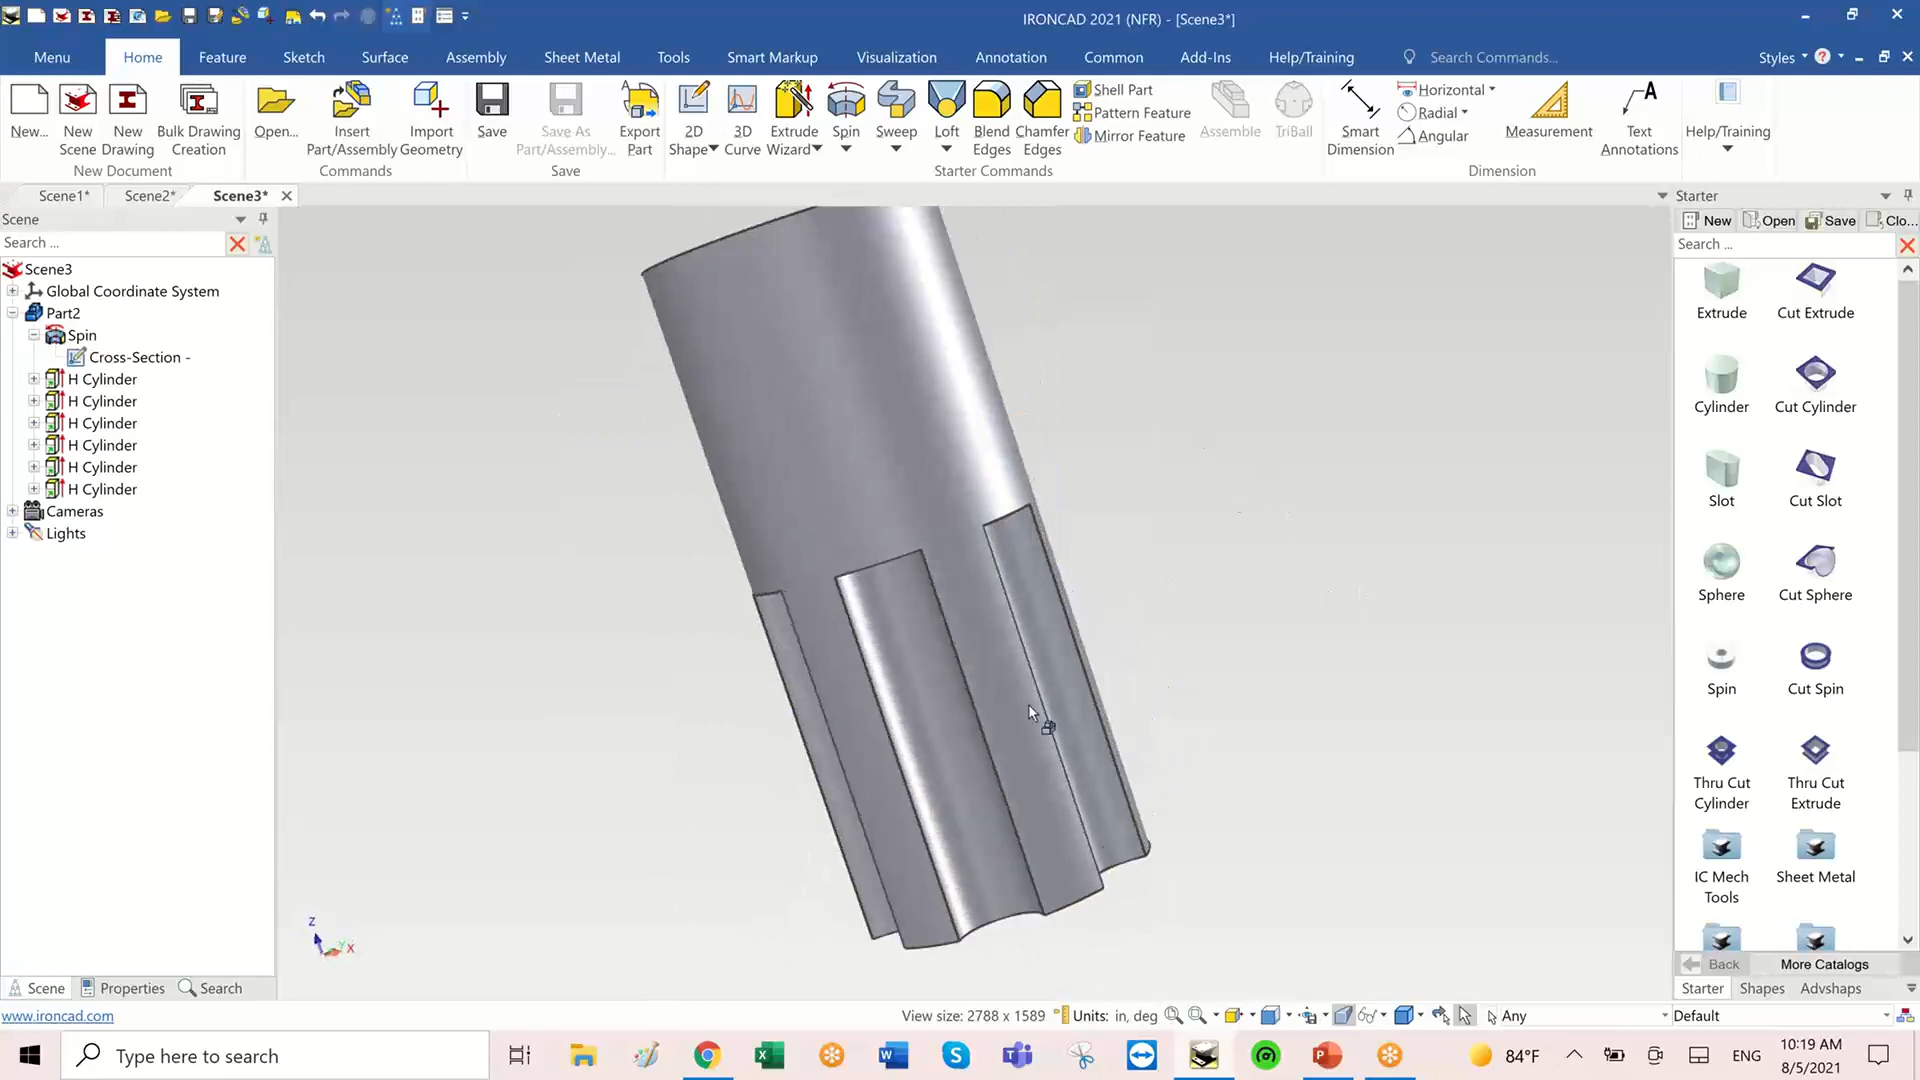 IRONCAD 2021 (NFR) - [Scene3*]
Menu Home Feature Sketch Surface Assembly Sheet Metal Tools Smart Markup Visualization Annotation Common Add-Ins Help/Training Search Commands... Styles
New... New Scene New Drawing Bulk Drawing Creation
New Document
Open... Insert Part/Assembly Import Geometry
Commands
Save Save As Part/Assembly... Export Part
Save
2D Shape 3D Curve Extrude Wizard Spin Sweep Loft Blend Edges Chamfer Edges
Shell Part
Pattern Feature
Mirror Feature
Assemble TriBall
Starter Commands
Smart Dimension
Horizontal
Radial
Angular
Measurement Text Annotations
Dimension
Help/Training
Scene1* Scene2* Scene3*
Scene
Search ...
Scene3
Global Coordinate System
Part2
Spin
Cross-Section -
H Cylinder
H Cylinder
H Cylinder
H Cylinder
H Cylinder
H Cylinder
Cameras
Lights
Z
Y X
Starter
New Open Save Clo...
Search ...
Extrude Cut Extrude
Cylinder Cut Cylinder
Slot Cut Slot
Sphere Cut Sphere
Spin Cut Spin
Thru Cut Cylinder Thru Cut Extrude
IC Mech Tools Sheet Metal
Back More Catalogs
Starter Shapes Advshaps
Scene Properties Search
www.ironcad.com
View size: 2788 x 1589 Units: in, deg Any Default
Type here to search
84°F ENG
10:19 AM
8/5/2021